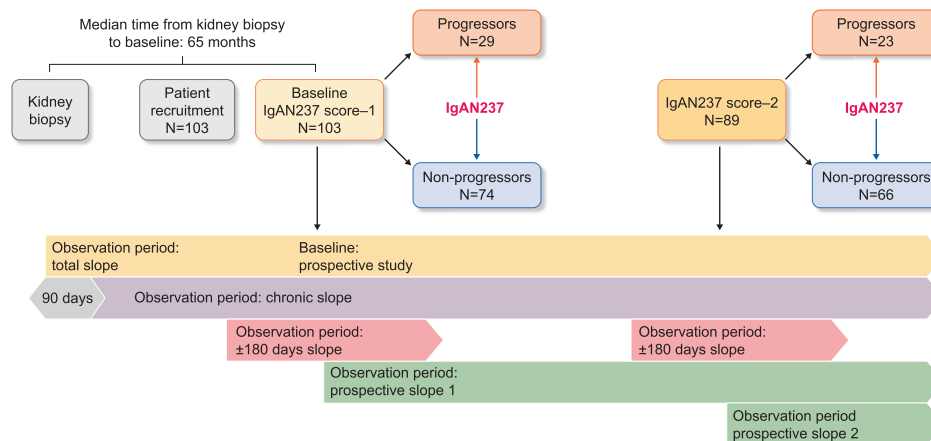 Median time from kidney biopsy
to baseline: 65 months
Kidney
biopsy
Patient
recruitment
N=103
Baseline
IgAN237 score–1
N=103
Progressors
N=29
IgAN237
Non-progressors
N=74
IgAN237 score–2
N=89
Progressors
N=23
IgAN237
Non-progressors
N=66
Observation period:
total slope
Baseline:
prospective study
90 days
Observation period: chronic slope
Observation period:
±180 days slope
Observation period:
±180 days slope
Observation period:
prospective slope 1
Observation period
prospective slope 2